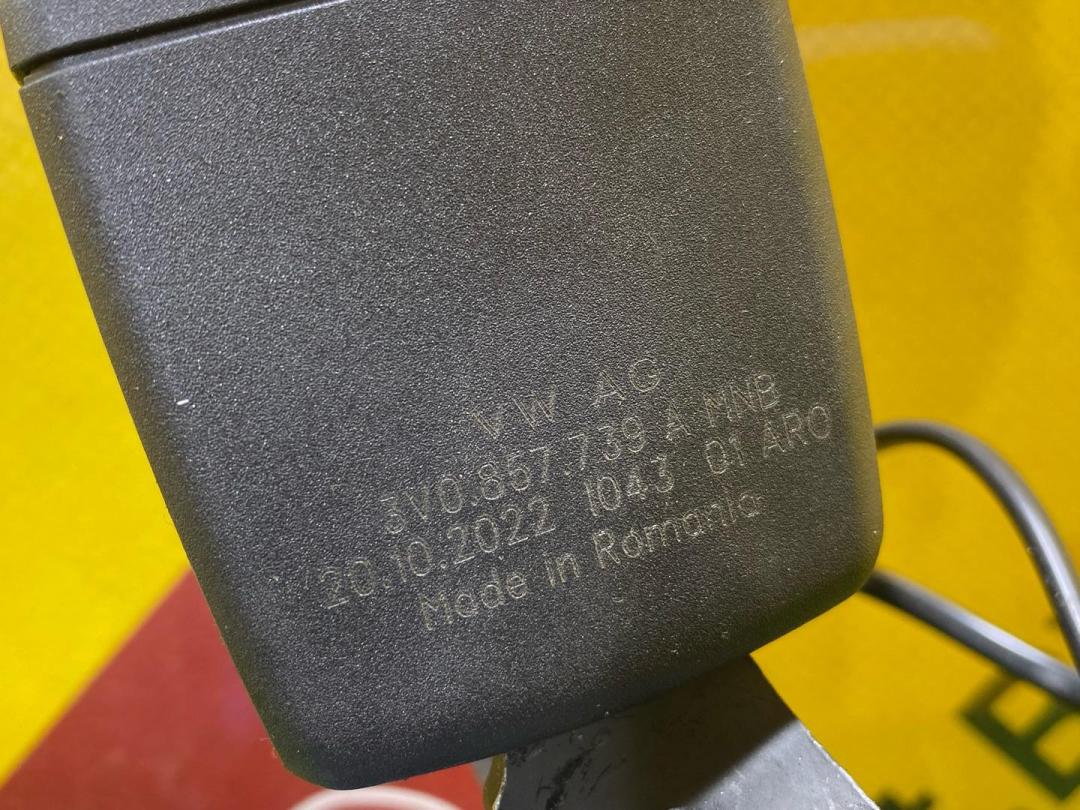 VW AG
3V0.857.739 A MNB
20.10.2022 1043 01 ARO
Made in Romania